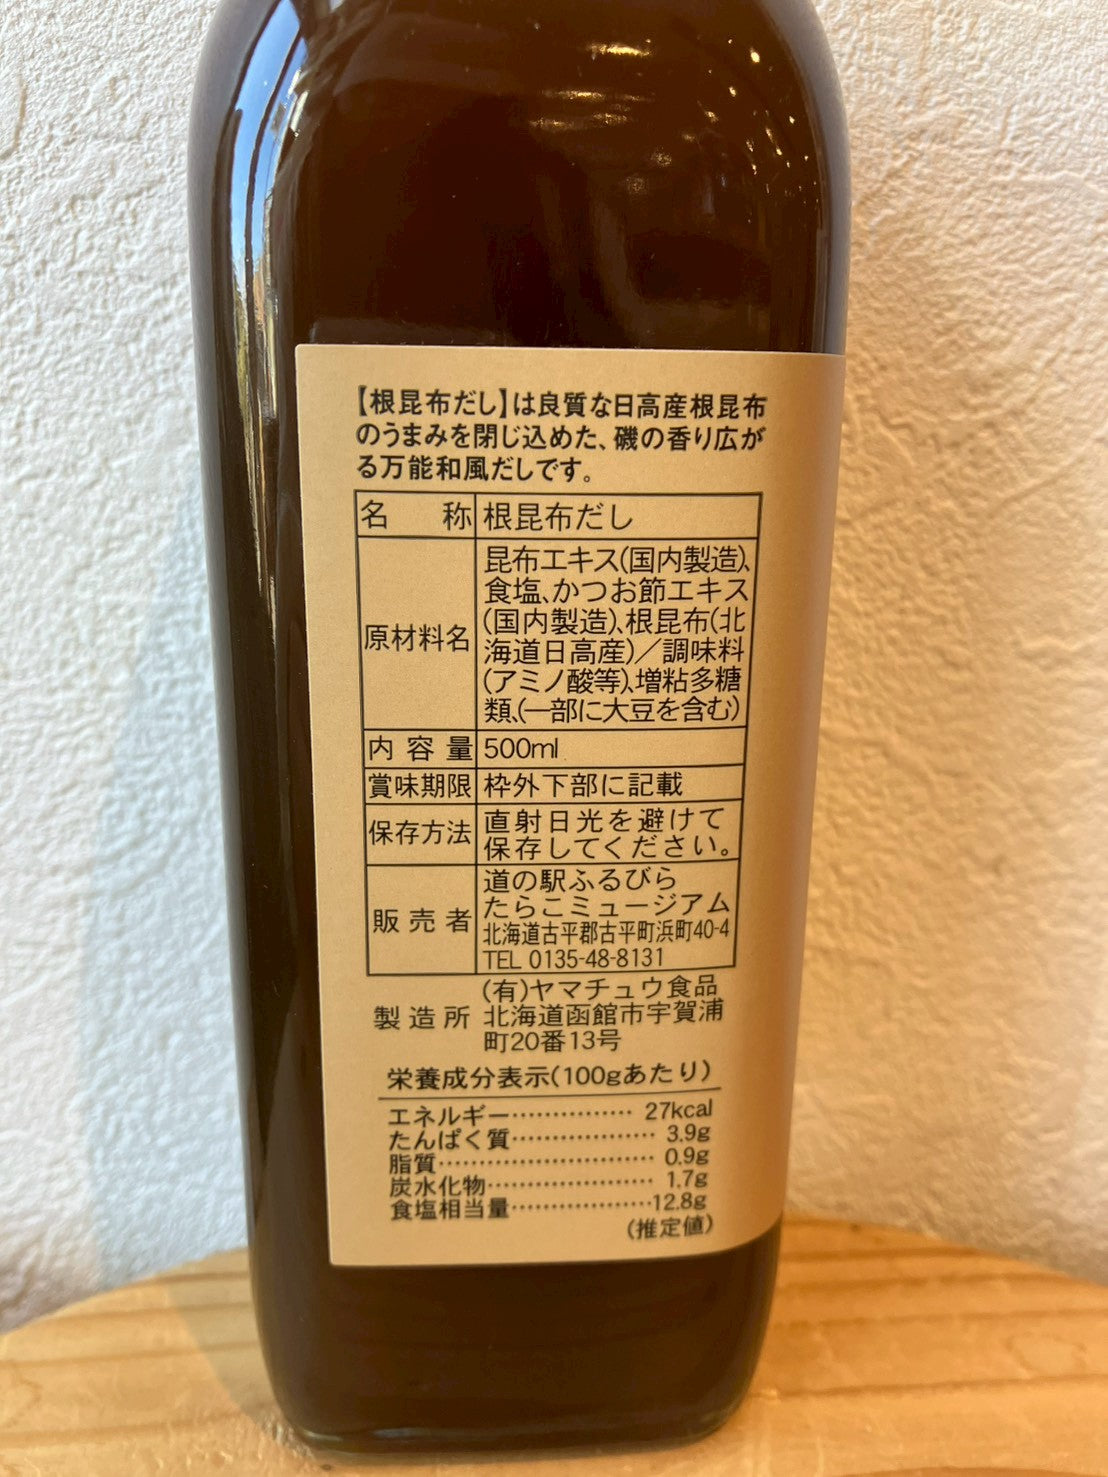 【根昆布だし】は良質な日高産根昆布
のうまみを閉じ込めた、磯の香り広が
る万能和風だしです。
名称 根昆布だし
原材料名 昆布エキス(国内製造)、
食塩、かつお節エキス
(国内製造)、根昆布(北
海道日高産)／調味料
(アミノ酸等)、増粘多糖
類、(一部に大豆を含む)
内容量 500ml
賞味期限 枠外下部に記載
保存方法 直射日光を避けて
保存してください。
販売者 道の駅ふるびら
たらこミュージアム
北海道古平郡古平町浜町40-4
TEL 0135-48-8131
製造所 (有)ヤマチュウ食品
北海道函館市宇賀浦
町20番13号
栄養成分表示(100gあたり)
エネルギー……………27kcal
たんぱく質………………3.9g
脂質………………………0.9g
炭水化物…………………1.7g
食塩相当量………………12.8g
(推定値)